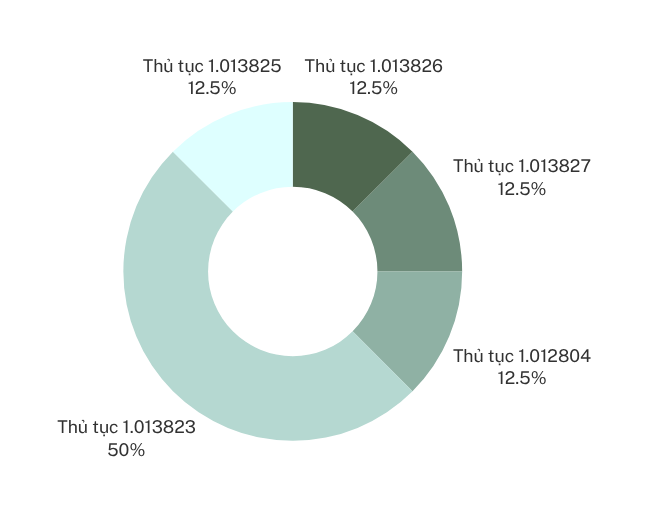 Thủ tục 1.013825
12.5%
Thủ tục 1.013826
12.5%
Thủ tục 1.013827
12.5%
Thủ tục 1.012804
12.5%
Thủ tục 1.013823
50%